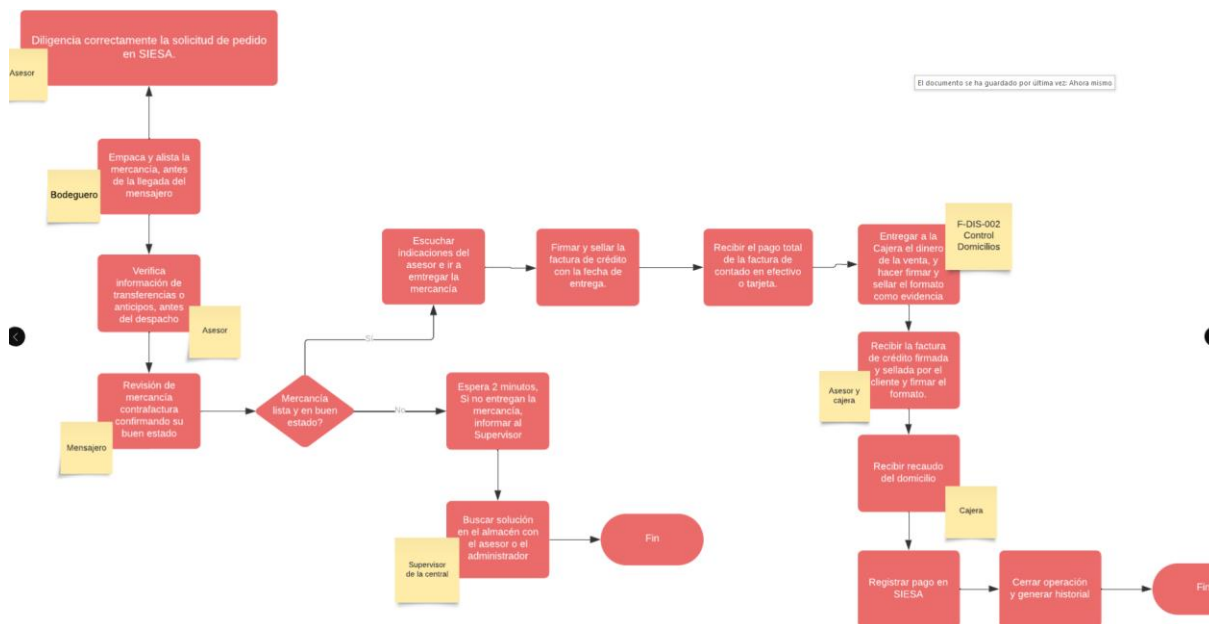 Diligencia correctamente la solicitud de pedido
en SIESA.
Asesor
El documento se ha guardado por última vez: Ahora mismo
Empaca y alista la
mercancía, antes
de la llegada del
mensajero
Bodeguero
Verifica
información de
transferencias o
anticipos, antes
del despacho
Asesor
Revisión de
mercancía
contrafactura
confirmando su
buen estado
Mensajero
Mercancía
lista y en buen
estado?
Si
No
Escuchar
indicaciones del
asesor e ir a
emtregar la
mercancía
Firmar y sellar la
factura de crédito
con la fecha de
entrega.
Recibir el pago total
de la factura de
contado en efectivo
o tarjeta.
Entregar a la
Cajera el dinero
de la venta, y
hacer firmar y
sellar el formato
como evidencia
F-DIS-002
Control
Domicilios
Espera 2 minutos,
Si no entregan la
mercancía,
informar al
Supervisor
Buscar solución
en el almacén con
el asesor o el
administrador
Supervisor
de la central
Fin
Recibir la factura
de crédito firmada
y sellada por el
cliente y firmar el
formato.
Asesor y
cajera
Recibir recaudo
del domicilio
Cajera
Registrar pago en
SIESA
Cerrar operación
y generar historial
Fin